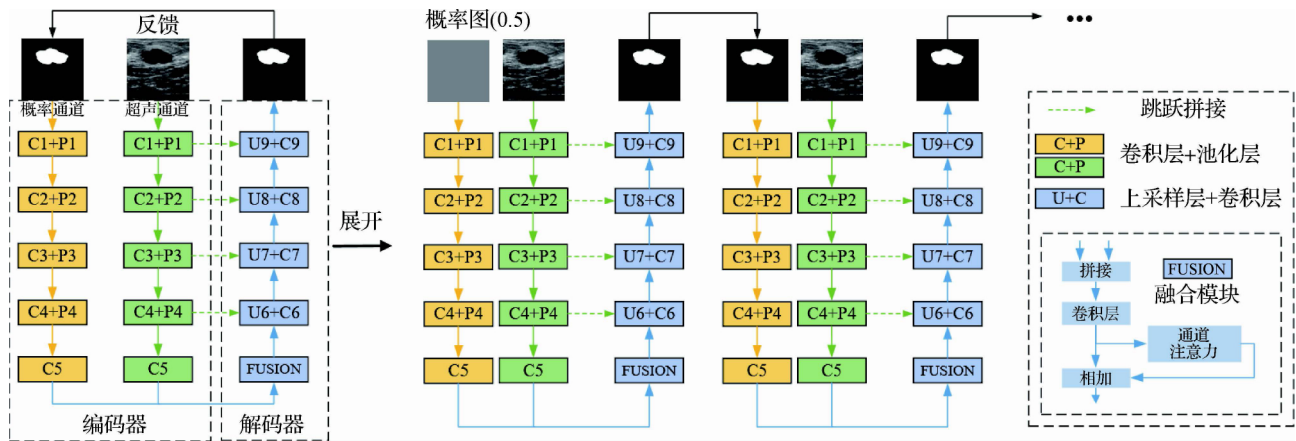 反馈
概率通道
超声通道
C1+P1
C1+P1
U9+C9
C2+P2
C2+P2
U8+C8
C3+P3
C3+P3
U7+C7
C4+P4
C4+P4
U6+C6
C5
C5
FUSION
编码器
解码器
展开
概率图(0.5)
C1+P1
C1+P1
U9+C9
C1+P1
C1+P1
U9+C9
C2+P2
C2+P2
U8+C8
C2+P2
C2+P2
U8+C8
C3+P3
C3+P3
U7+C7
C3+P3
C3+P3
U7+C7
C4+P4
C4+P4
U6+C6
C4+P4
C4+P4
U6+C6
C5
C5
FUSION
C5
C5
FUSION
•••
跳跃拼接
C+P
C+P
卷积层+池化层
U+C
上采样层+卷积层
拼接
FUSION
融合模块
卷积层
通道
注意力
相加